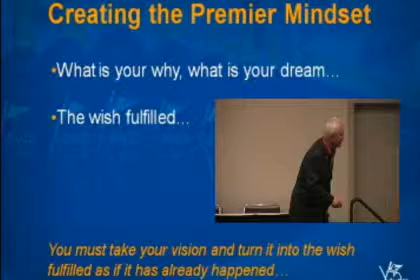 Creating the Premier Mindset
•What is your why, what is your dream...
•The wish fulfilled...
You must take your vision and turn it into the wish
fulfilled as if it has already happened...